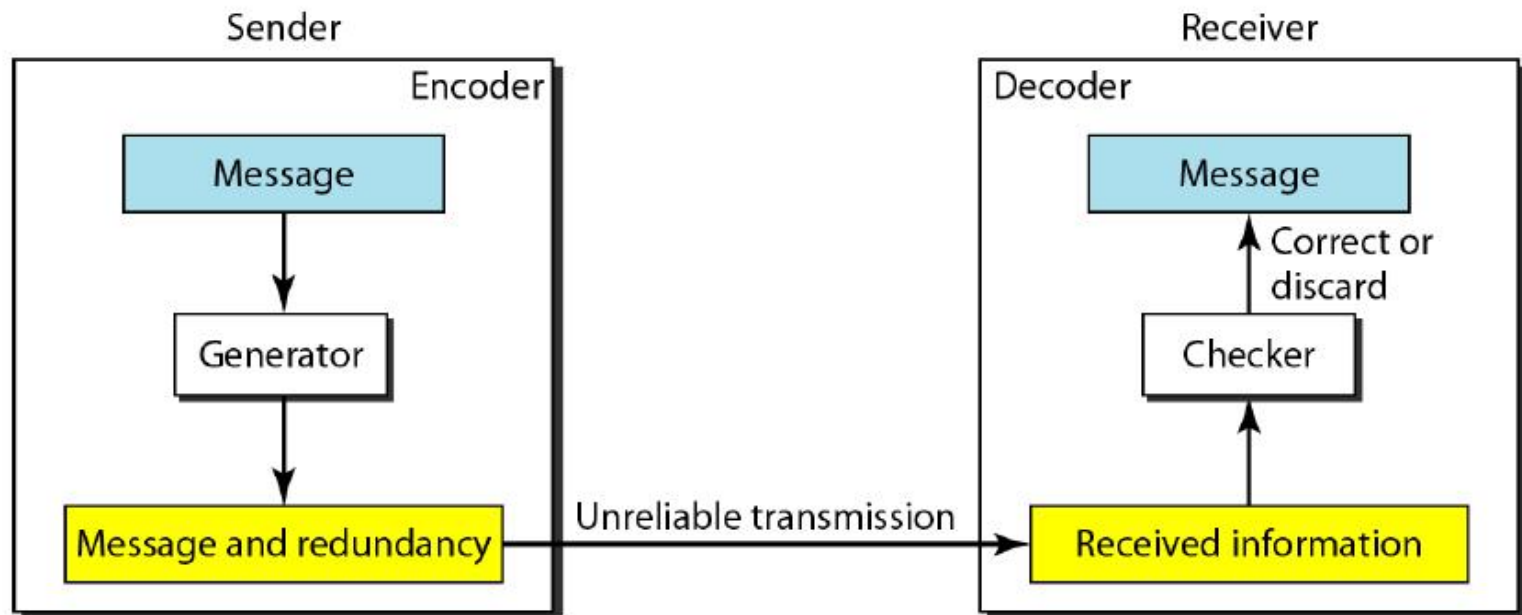 Sender
Encoder
Message
Generator
Message and redundancy
Unreliable transmission
Receiver
Decoder
Message
Correct or
discard
Checker
Received information